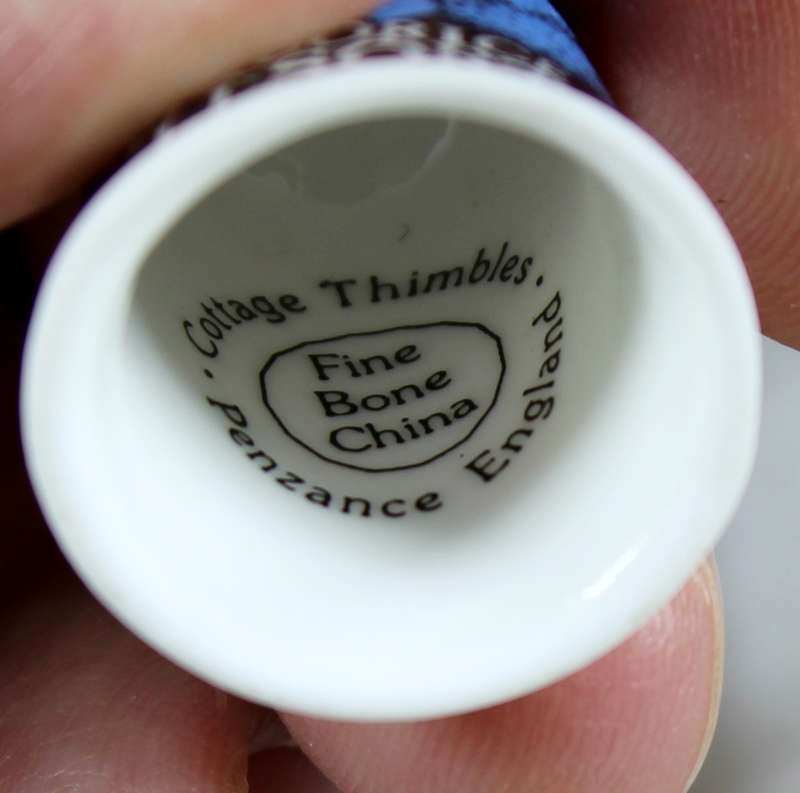 Cottage Thimbles
Fine
Bone
China
Penzance England